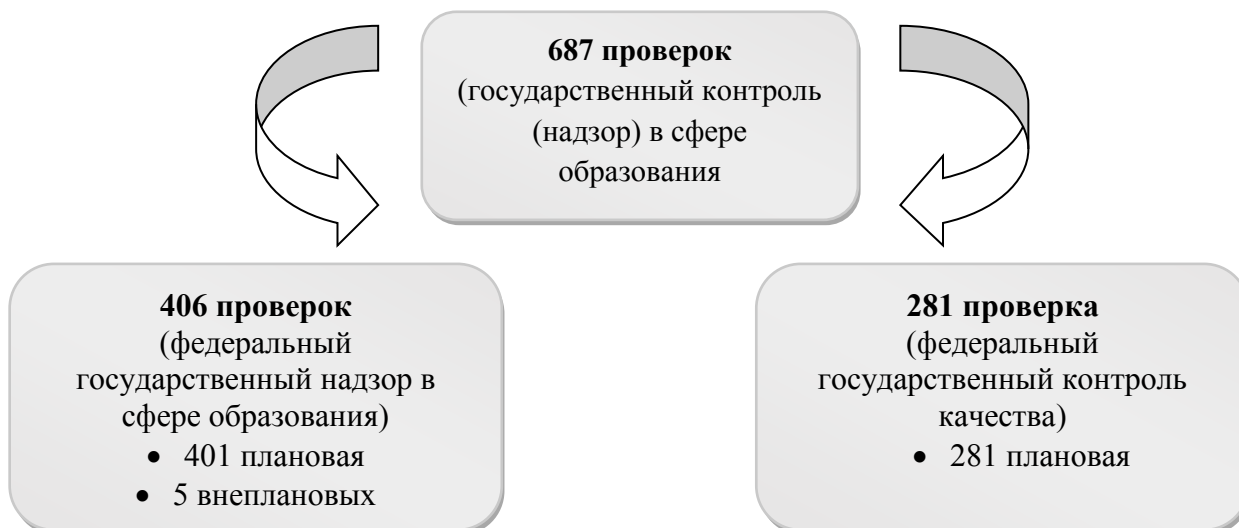 687 проверок
(государственный контроль
(надзор) в сфере
образования
406 проверок
(федеральный
государственный надзор в
сфере образования)
• 401 плановая
• 5 внеплановых
281 проверка
(федеральный
государственный контроль
качества)
• 281 плановая